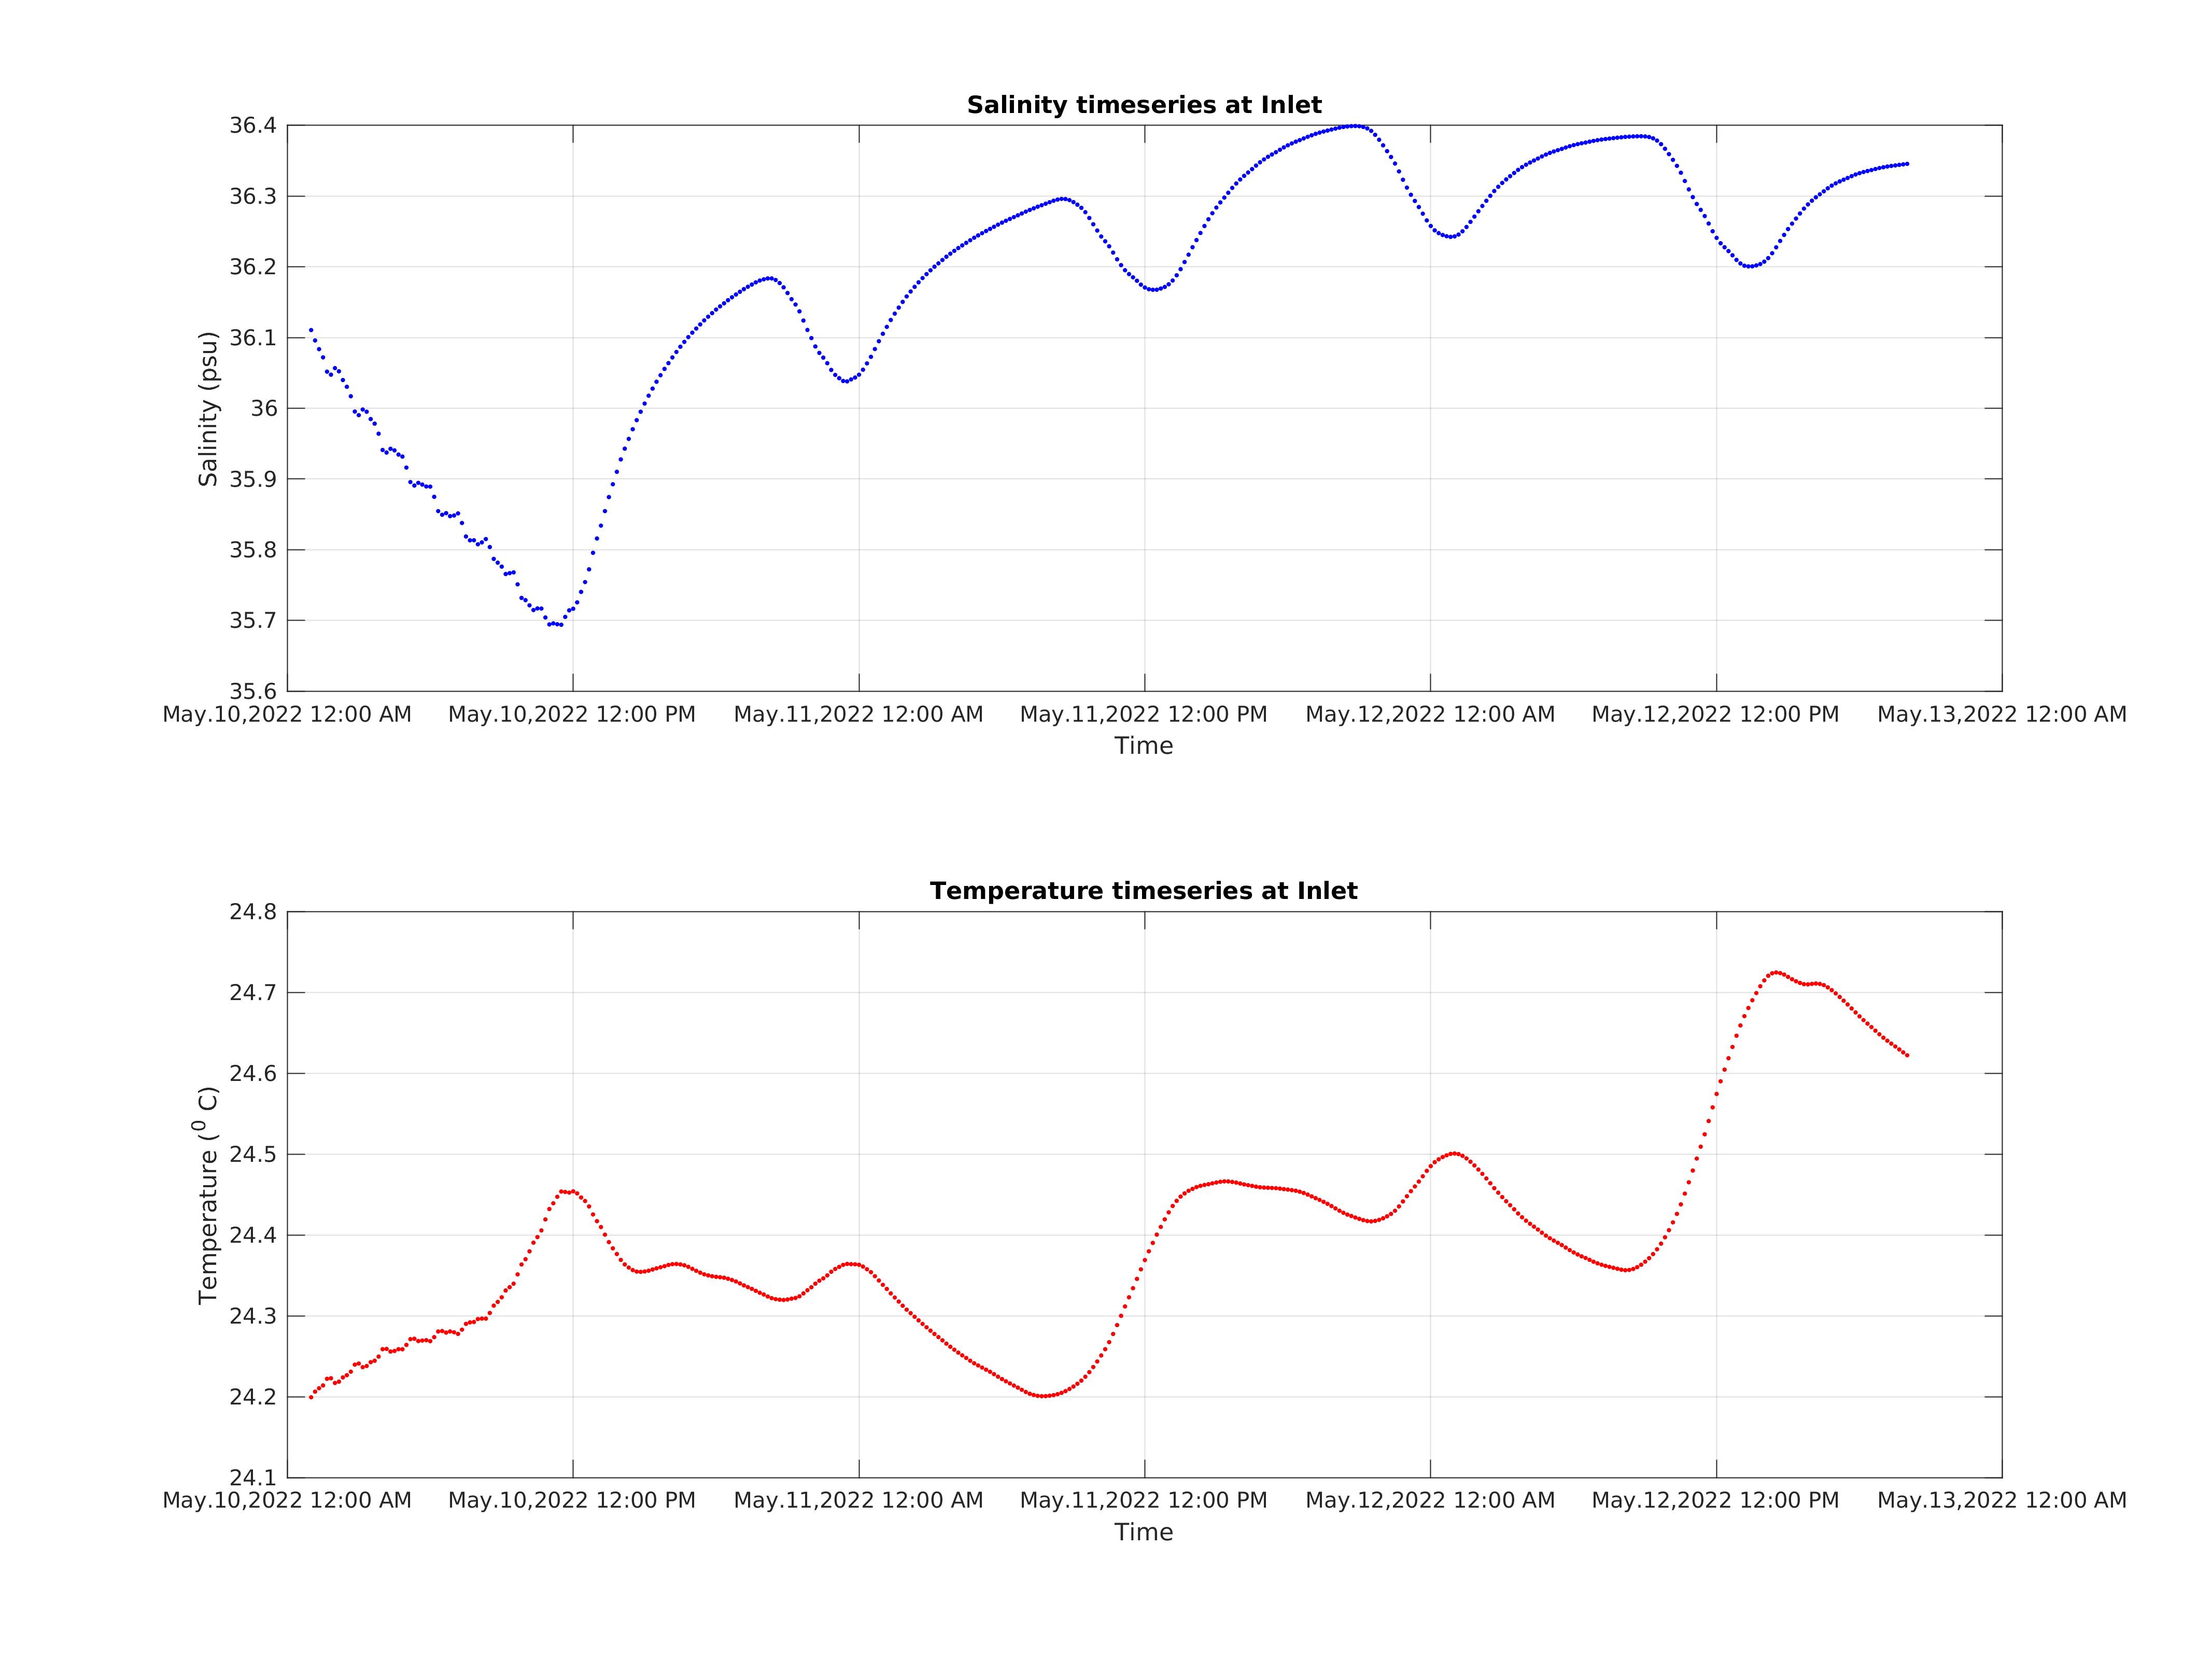 Salinity timeseries at Inlet
36.4
36.3
36.2
36.1
36
35.9
35.8
35.7
35.6
Salinity (psu)
May.10,2022 12:00 AM May.10,2022 12:00 PM May.11,2022 12:00 AM May.11,2022 12:00 PM May.12,2022 12:00 AM May.12,2022 12:00 PM May.13,2022 12:00 AM
Time
Temperature timeseries at Inlet
24.8
24.7
24.6
24.5
24.4
24.3
24.2
24.1
Temperature (⁰ C)
May.10,2022 12:00 AM May.10,2022 12:00 PM May.11,2022 12:00 AM May.11,2022 12:00 PM May.12,2022 12:00 AM May.12,2022 12:00 PM May.13,2022 12:00 AM
Time